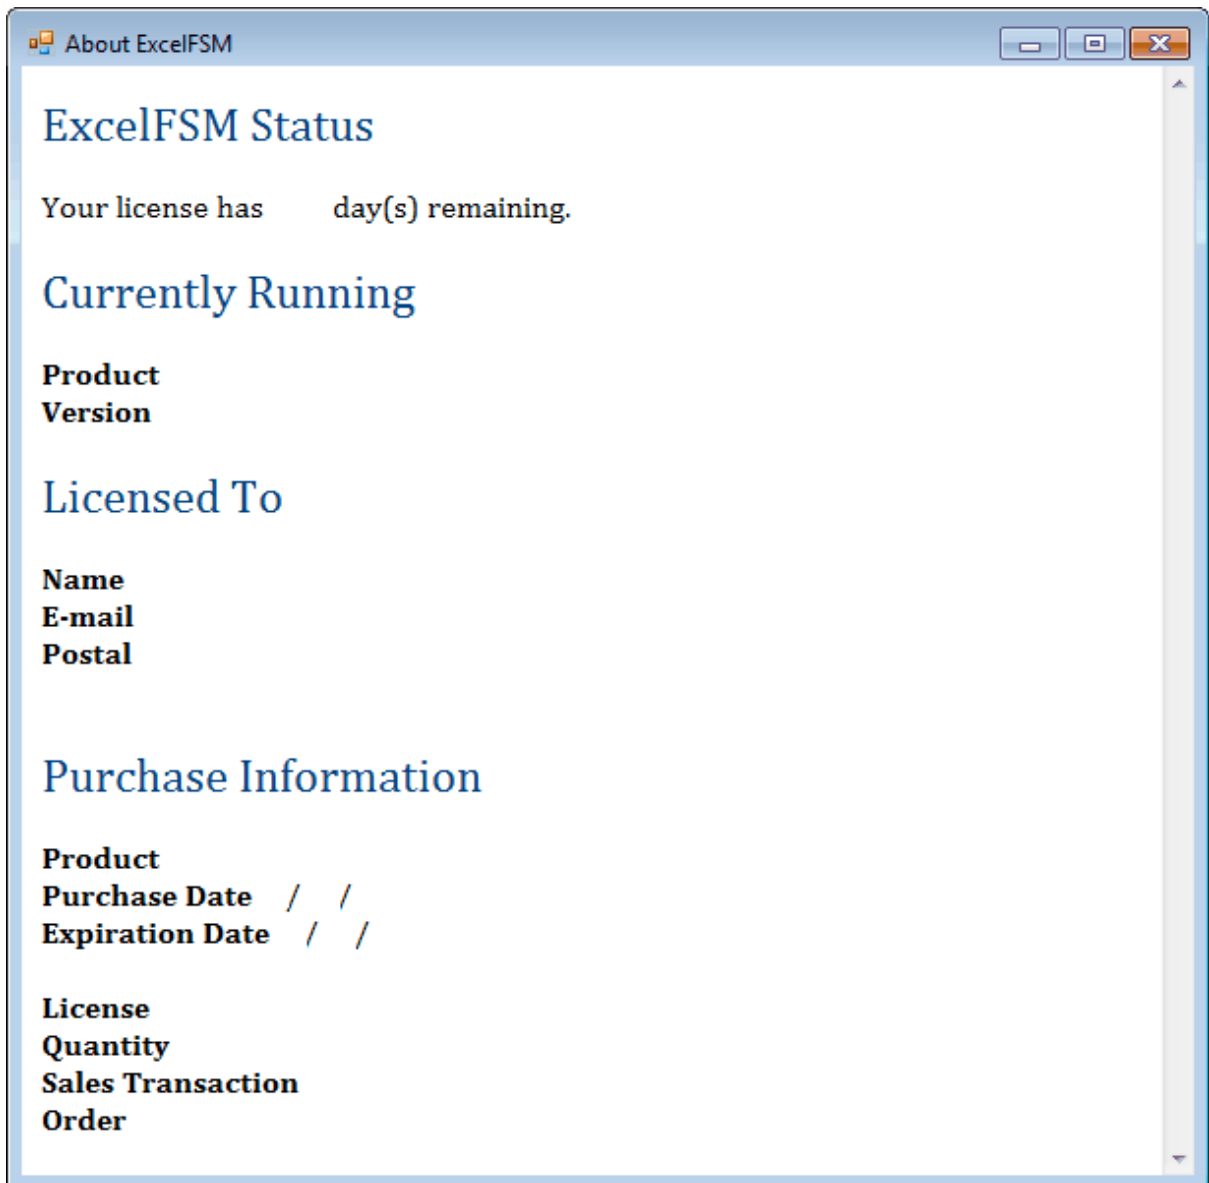 About ExcelFSM
ExcelFSM Status
Your license has day(s) remaining.
Currently Running
Product
Version
Licensed To
Name
E-mail
Postal
Purchase Information
Product
Purchase Date / /
Expiration Date / /
License
Quantity
Sales Transaction
Order